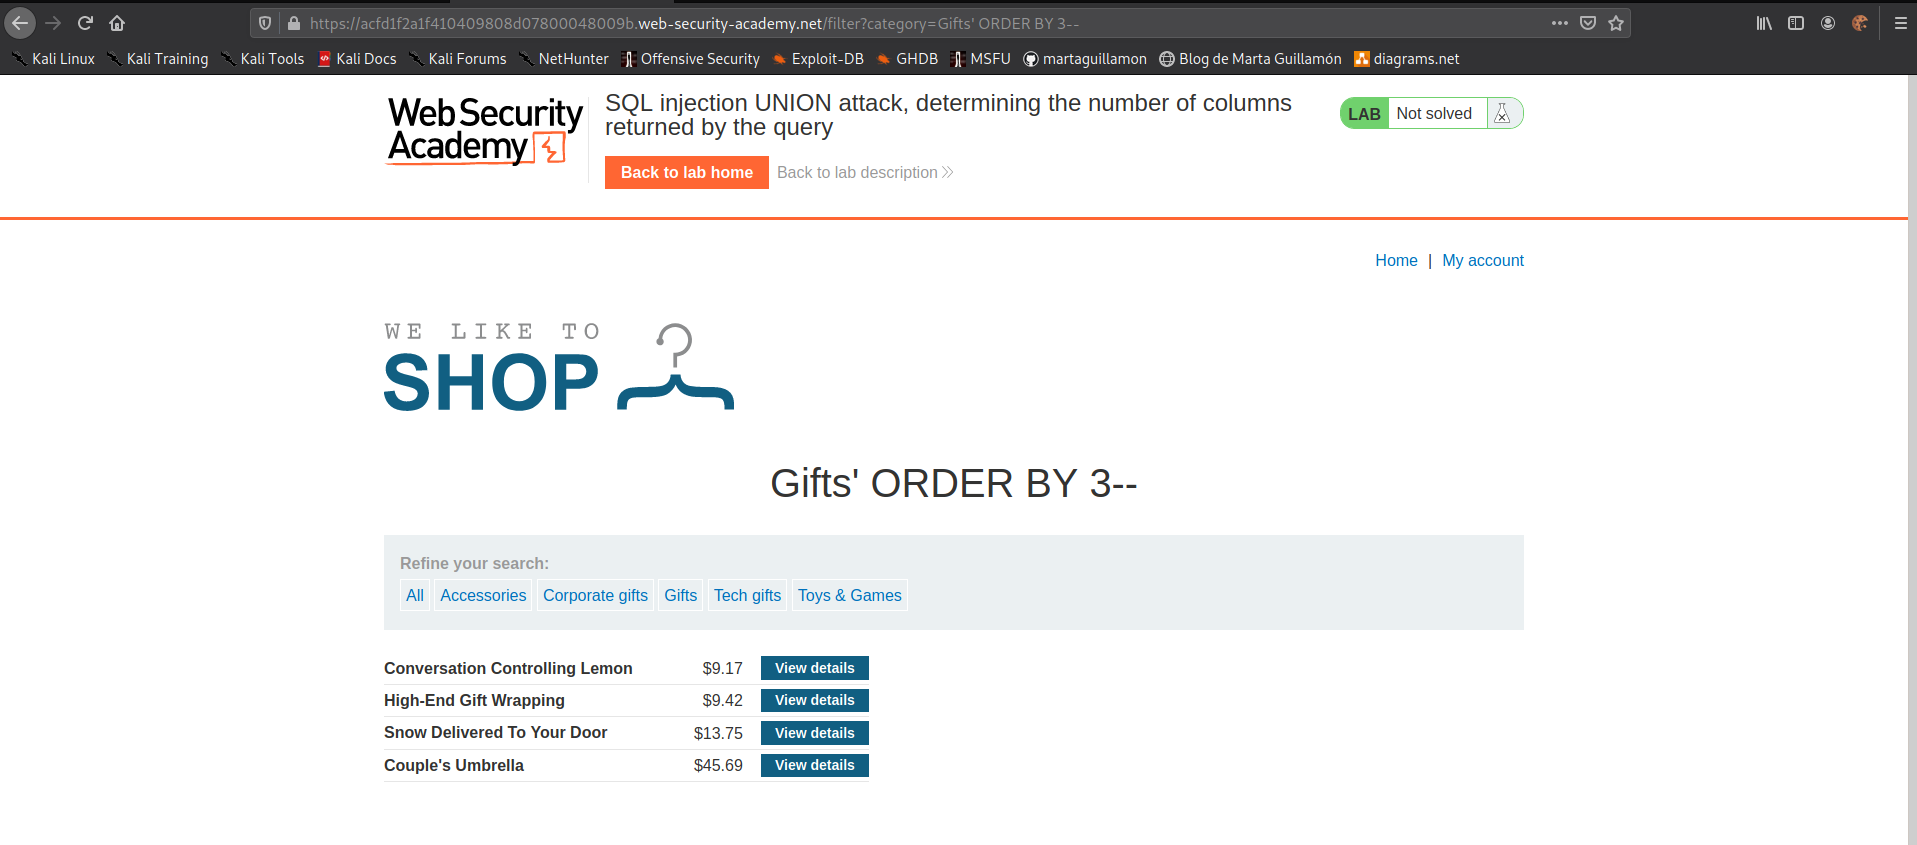 https://acfd1f2a1f410409808d07800048009b.web-security-academy.net/filter?category=Gifts' ORDER BY 3--
Kali Linux Kali Training Kali Tools Kali Docs Kali Forums NetHunter Offensive Security Exploit-DB GHDB MSFU martaguillamon Blog de Marta Guillamón diagrams.net
Web Security
Academy
SQL injection UNION attack, determining the number of columns
returned by the query
LAB Not solved
Back to lab home Back to lab description
Home | My account
WE LIKE TO
SHOP
Gifts' ORDER BY 3--
Refine your search:
All Accessories Corporate gifts Gifts Tech gifts Toys & Games
Conversation Controlling Lemon $9.17 View details
High-End Gift Wrapping $9.42 View details
Snow Delivered To Your Door $13.75 View details
Couple's Umbrella $45.69 View details